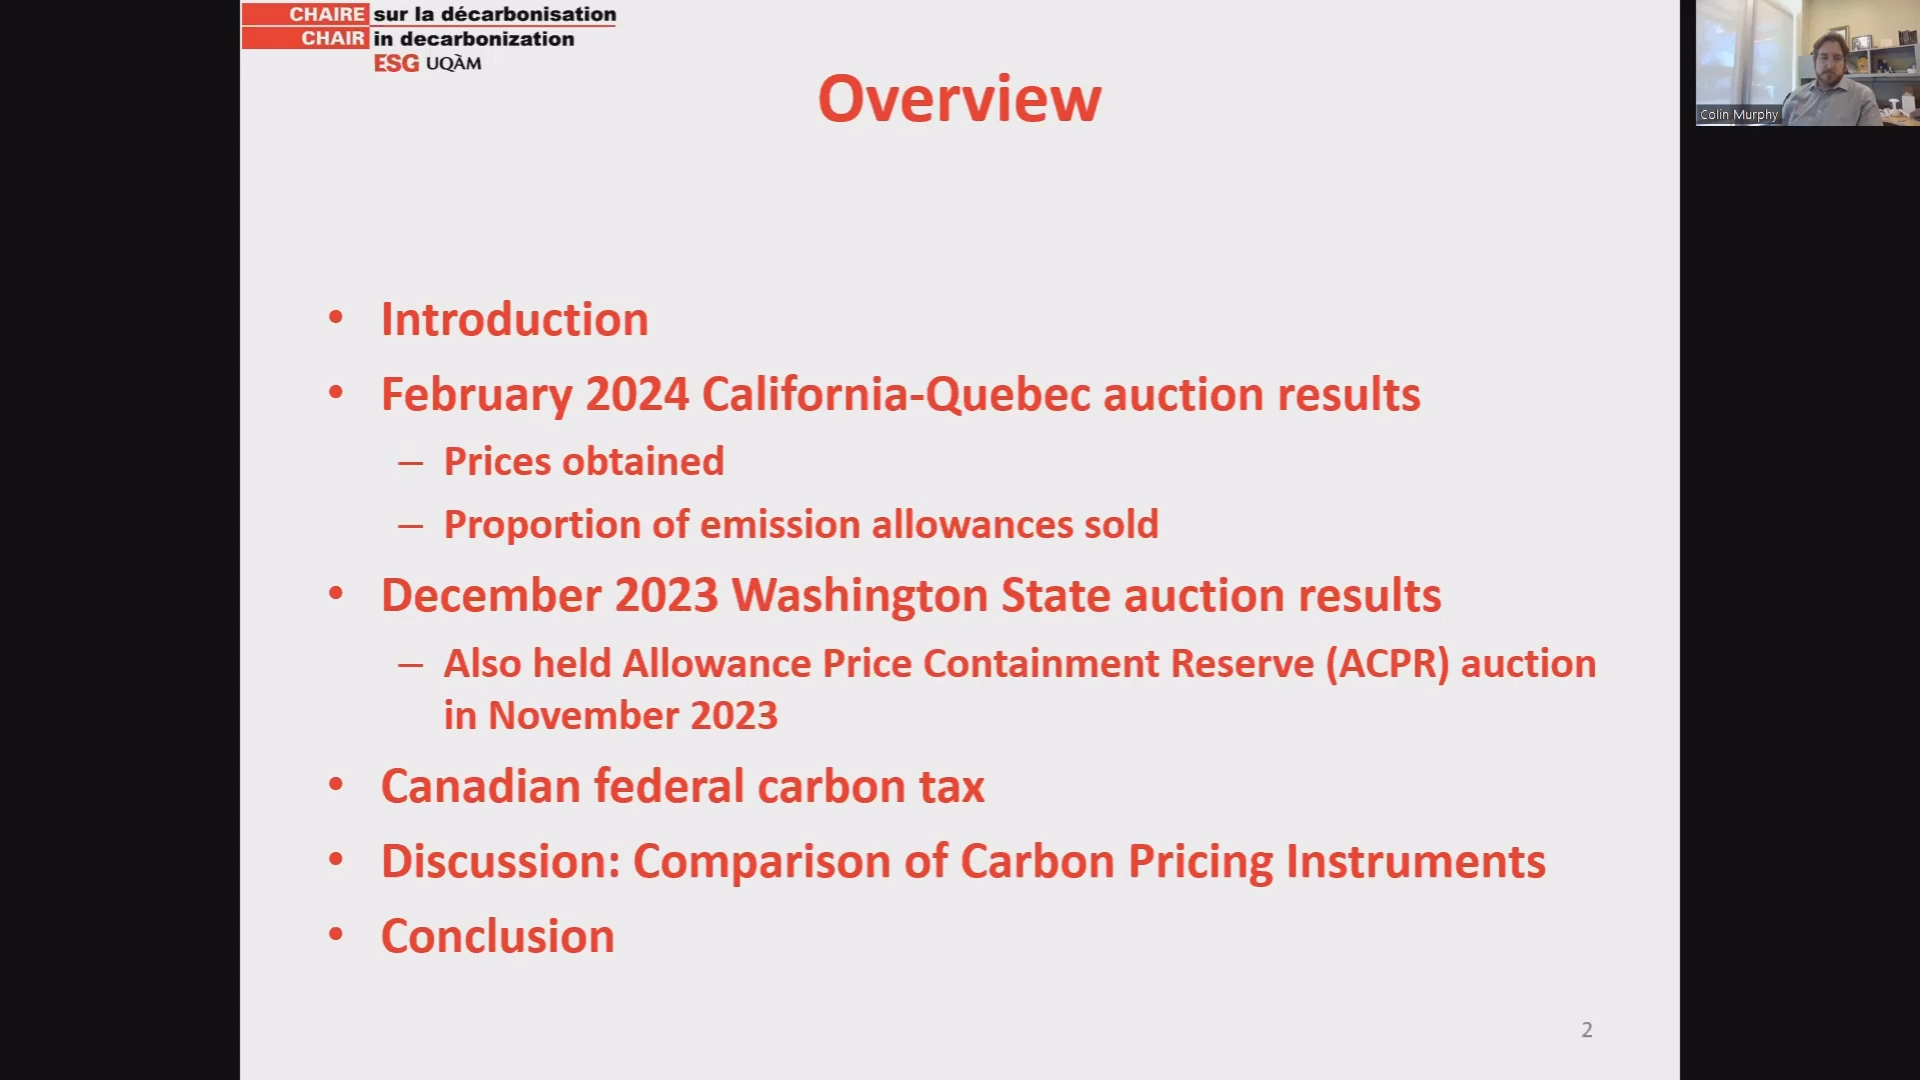 CHAIRE sur la décarbonisation
CHAIR in decarbonization
ESG UQÀM
Overview
Colin Murphy
• Introduction
• February 2024 California-Quebec auction results
– Prices obtained
– Proportion of emission allowances sold
• December 2023 Washington State auction results
– Also held Allowance Price Containment Reserve (ACPR) auction
in November 2023
• Canadian federal carbon tax
• Discussion: Comparison of Carbon Pricing Instruments
• Conclusion
2